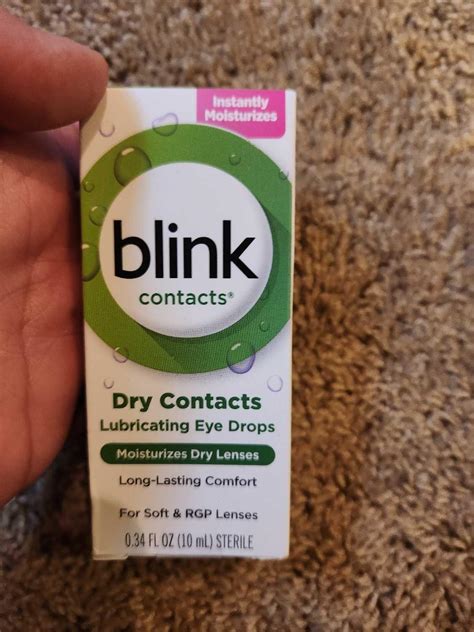 Instantly
Moisturizes
blink
contacts®
Dry Contacts
Lubricating Eye Drops
Moisturizes Dry Lenses
Long-Lasting Comfort
For Soft & RGP Lenses
0.34 FL OZ (10 mL) STERILE